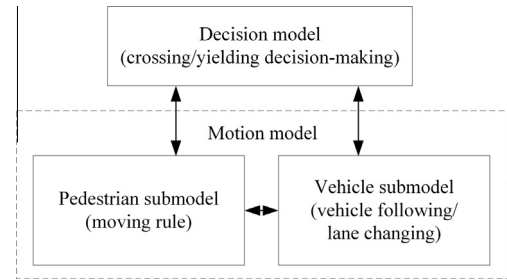 Decision model
(crossing/yielding decision-making)
Motion model
Pedestrian submodel
(moving rule)
Vehicle submodel
(vehicle following/
lane changing)